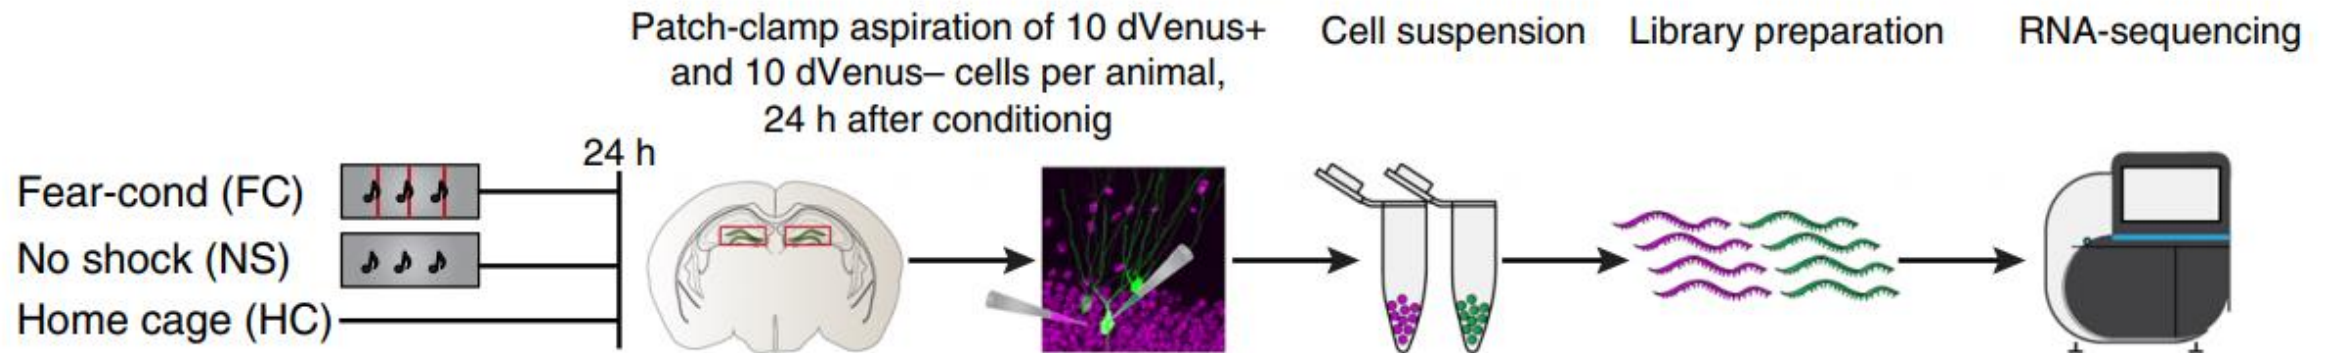 Patch-clamp aspiration of 10 dVenus+
and 10 dVenus– cells per animal,
24 h after conditionig
Cell suspension
Library preparation
RNA-sequencing
24 h
Fear-cond (FC)
No shock (NS)
Home cage (HC)